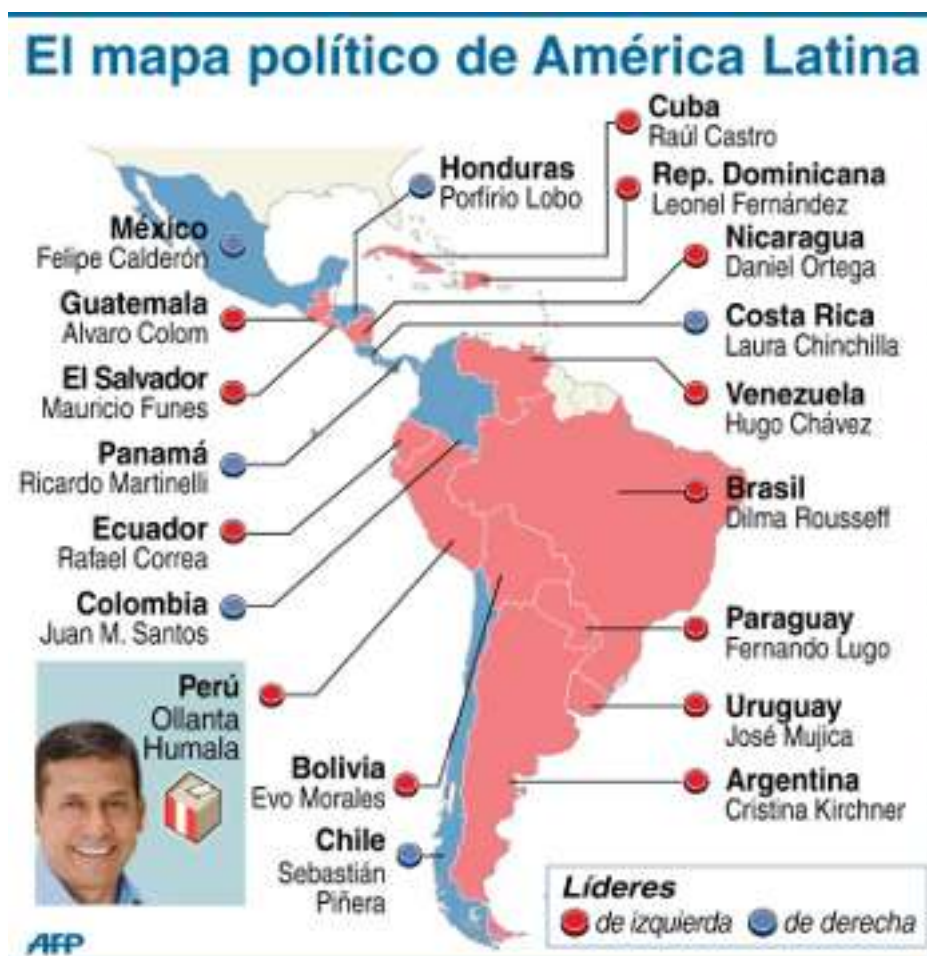 El mapa político de América Latina
Cuba
Raúl Castro
Honduras
Porfirio Lobo
Rep. Dominicana
Leonel Fernández
México
Felipe Calderón
Nicaragua
Daniel Ortega
Guatemala
Alvaro Colom
Costa Rica
Laura Chinchilla
El Salvador
Mauricio Funes
Venezuela
Hugo Chávez
Panamá
Ricardo Martinelli
Brasil
Dilma Rousseff
Ecuador
Rafael Correa
Colombia
Juan M. Santos
Paraguay
Fernando Lugo
Perú
Ollanta
Humala
Uruguay
José Mujica
Bolivia
Evo Morales
Argentina
Cristina Kirchner
Chile
Sebastián
Piñera
Líderes
de izquierda de derecha
AFP